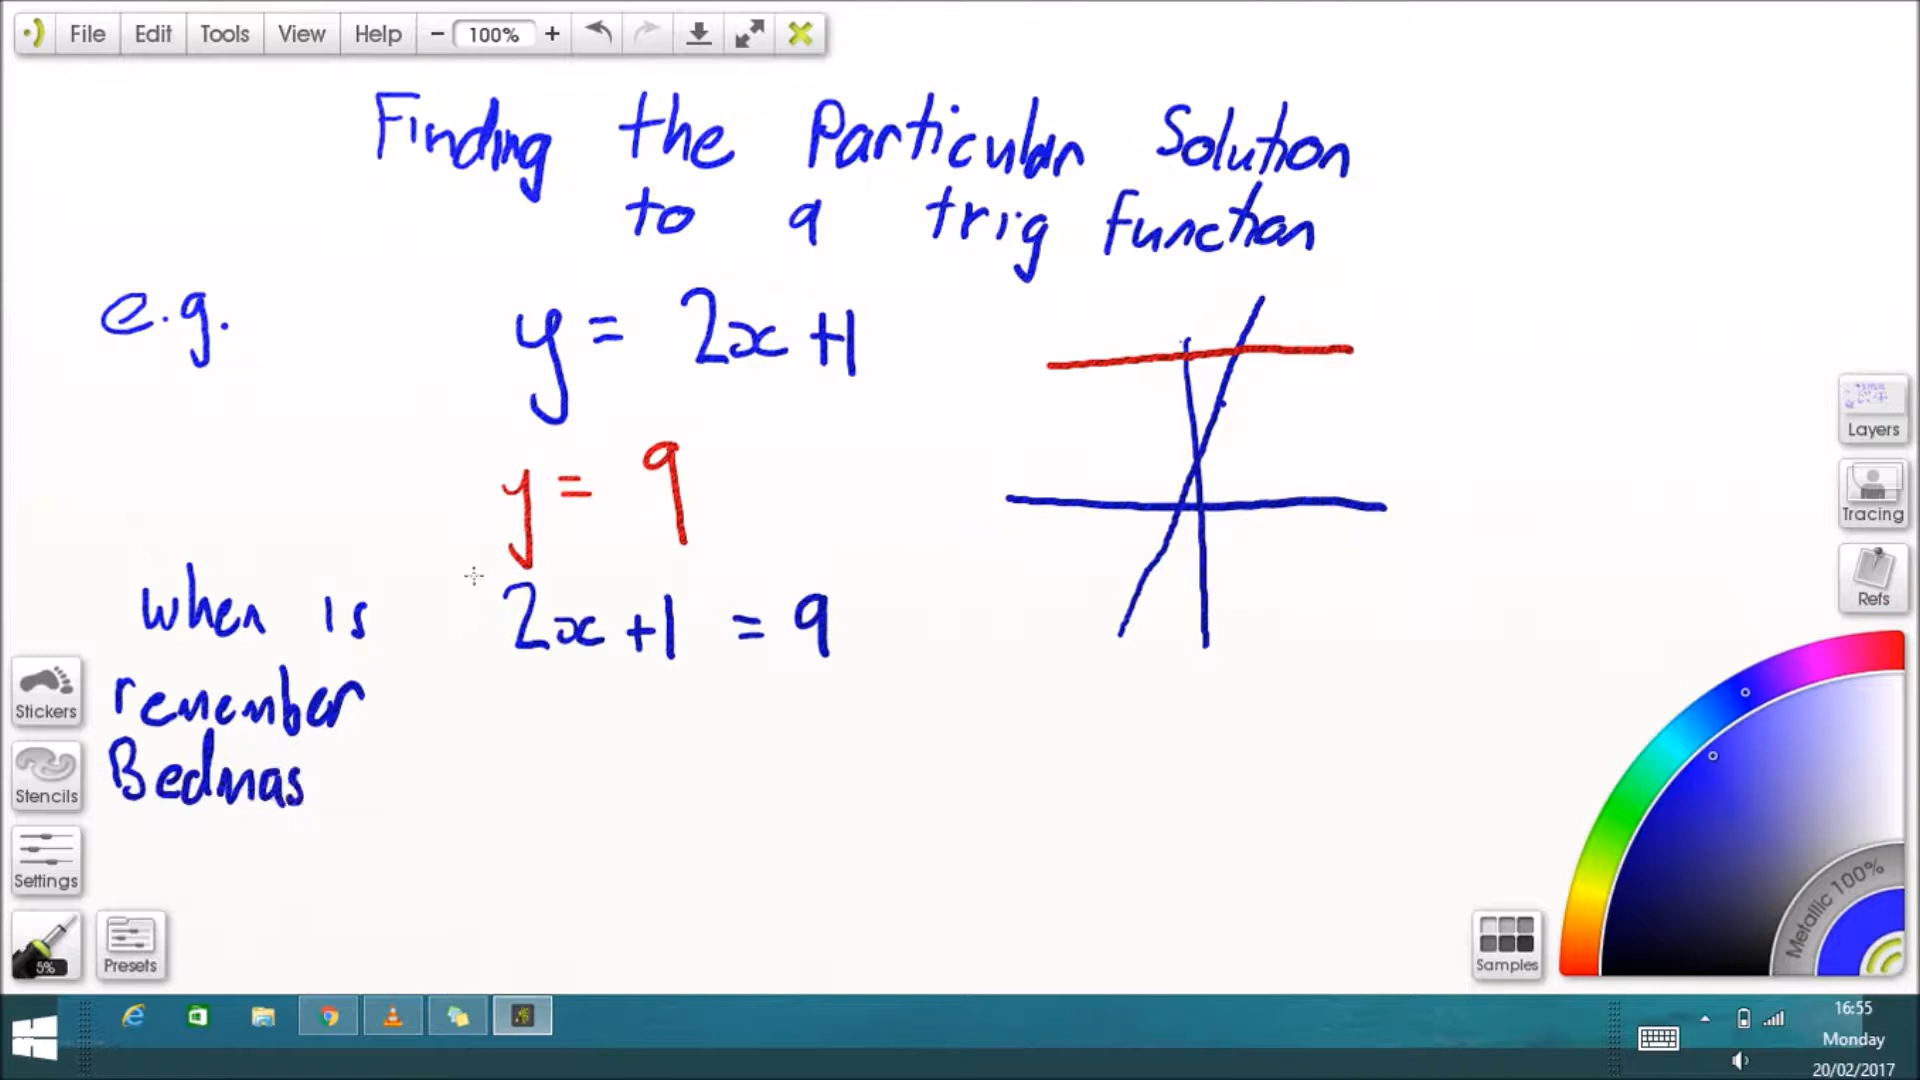 File Edit Tools View Help − 100% +
Finding the Particular Solution
to a trig function
e.g. y = 2x +1
y = 9
when is 2x +1 = 9
remember
Bedmas
Layers
Tracing
Refs
Stickers
Stencils
Settings
5%
Presets
Samples
Metallic 100%
16:55
Monday
20/02/2017